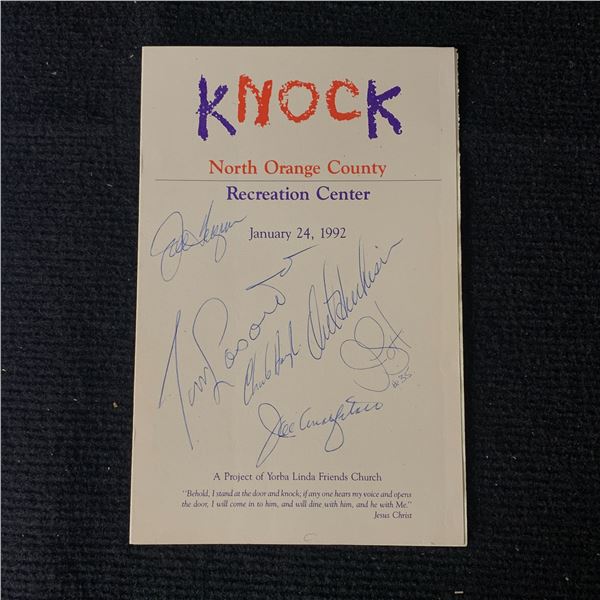 KNOCK
North Orange County
Recreation Center
January 24, 1992
#35
A Project of Yorba Linda Friends Church
"Behold, I stand at the door and knock; if any one hears my voice and opens
the door, I will come in to him, and will dine with him, and he with Me."
Jesus Christ